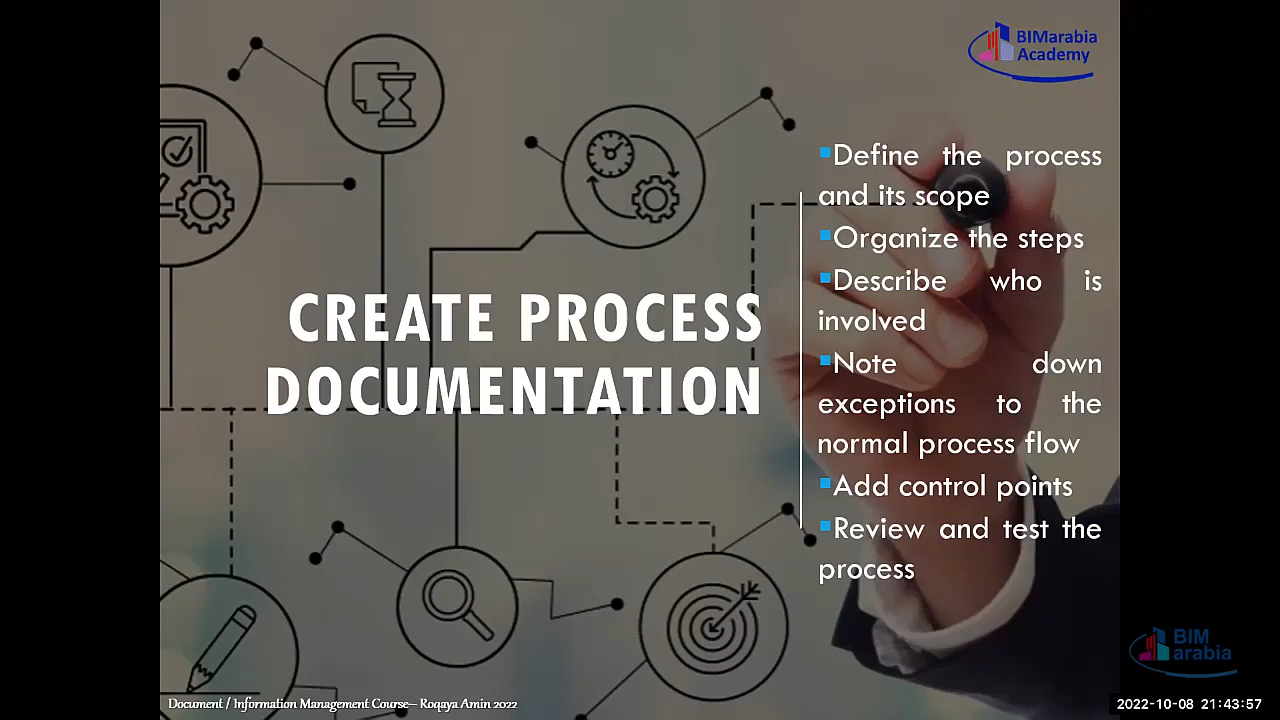 BIMarabia
Academy
CREATE PROCESS
DOCUMENTATION
Define the process
and its scope
Organize the steps
Describe who is
involved
Note down
exceptions to the
normal process flow
Add control points
Review and test the
process
BIM
arabia
Document / Information Management Course– Roqaya Amin 2022
2022-10-08 21:43:57